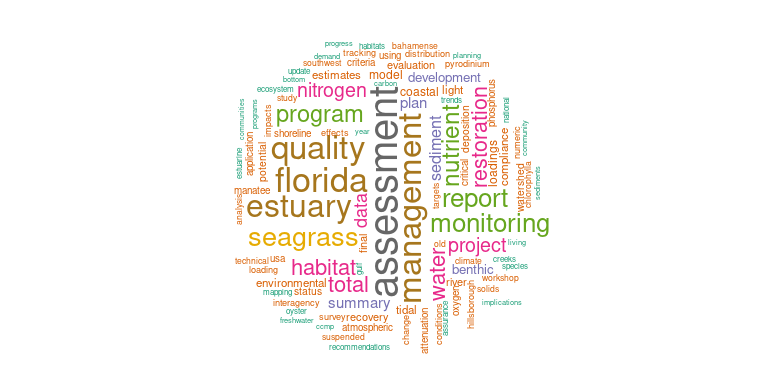 progress
habitats
bahamense
demand
tracking
using
distribution
planning
southwest
criteria
evaluation
pyrodinium
update
estimates
model
development
bottom
carbon
ecosystem
nitrogen
coastal
light
phosphorus
study
plan
trends
national
communities
programs
impacts
program
assessment
management
sediment
nutrient
deposition
restoration
loadings
compliance
numeric
community
shoreline
effects
year
quality
estuarine
application
potential
critical
watershed
chlorophylla
sediments
florida
manatee
targets
report
analysis
estuary
data
monitoring
seagrass
final
old
project
living
technical
usa
habitat
gulf
water
climate
creeks
loading
benthic
species
environmental
total
river
workshop
mapping
status
solids
interagency
summary
oxygen
implications
oyster
survey
recovery
tidal
conditions
assurance
hillsborough
freshwater
ccmp
atmospheric
change
attenuation
suspended
recommendations